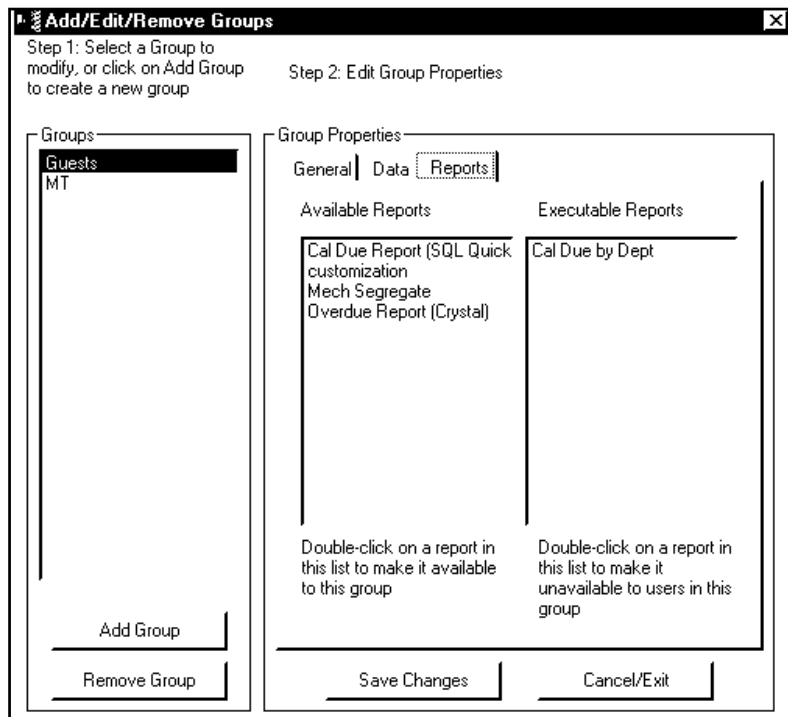 Add/Edit/Remove Groups
Step 1: Select a Group to
modify, or click on Add Group
to create a new group
Step 2: Edit Group Properties
Groups
Guests
MT
Add Group
Remove Group
Group Properties
General
Data
Reports
Available Reports
Cal Due Report (SQL Quick
customization
Mech Segregate
Overdue Report (Crystal)
Double-click on a report in
this list to make it available
to this group
Executable Reports
Cal Due by Dept
Double-click on a report in
this list to make it
unavailable to users in this
group
Save Changes
Cancel/Exit